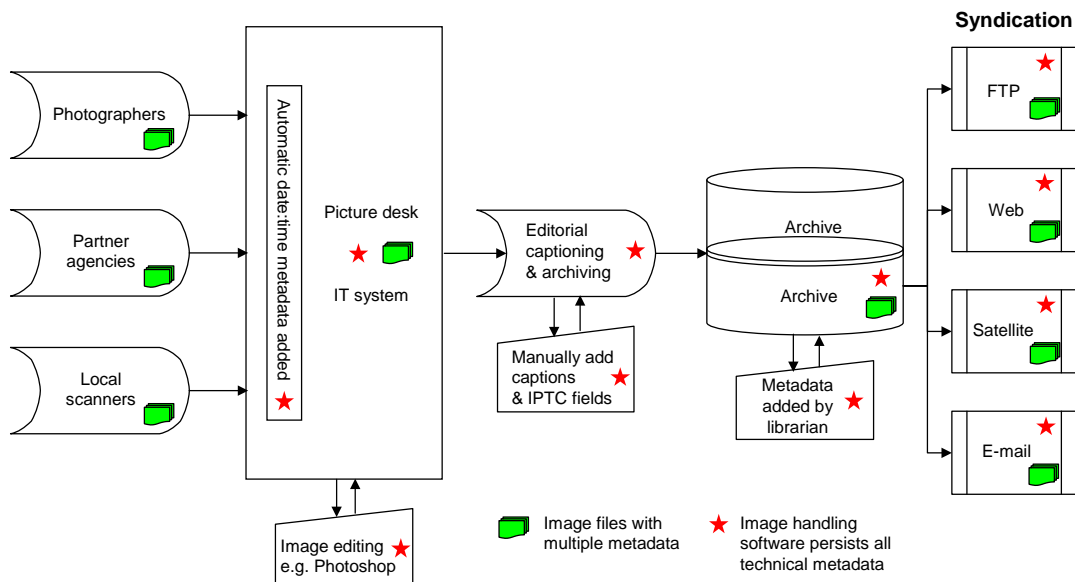 Syndication
Photographers
Partner
agencies
Local
scanners
Automatic date:time metadata added
Picture desk
IT system
Image editing
e.g. Photoshop
Editorial
captioning
& archiving
Manually add
captions
& IPTC fields
Archive
Archive
Metadata
added by
librarian
FTP
Web
Satellite
E-mail
Image files with
multiple metadata
Image handling
software persists all
technical metadata